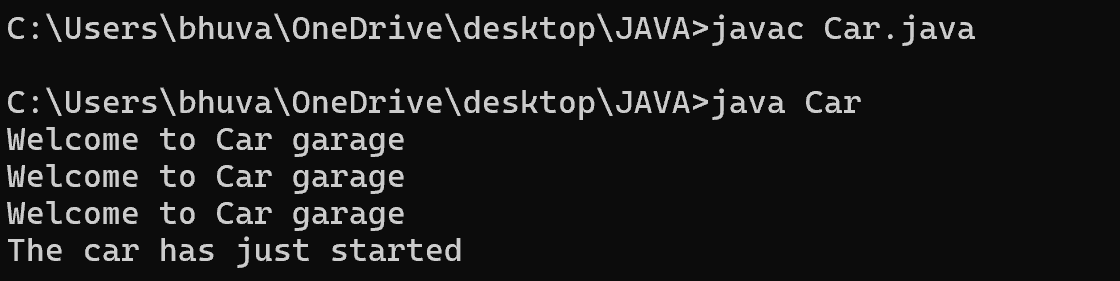 C:\Users\bhuva\OneDrive\desktop\JAVA>javac Car.java
C:\Users\bhuva\OneDrive\desktop\JAVA>java Car
Welcome to Car garage
Welcome to Car garage
Welcome to Car garage
The car has just started